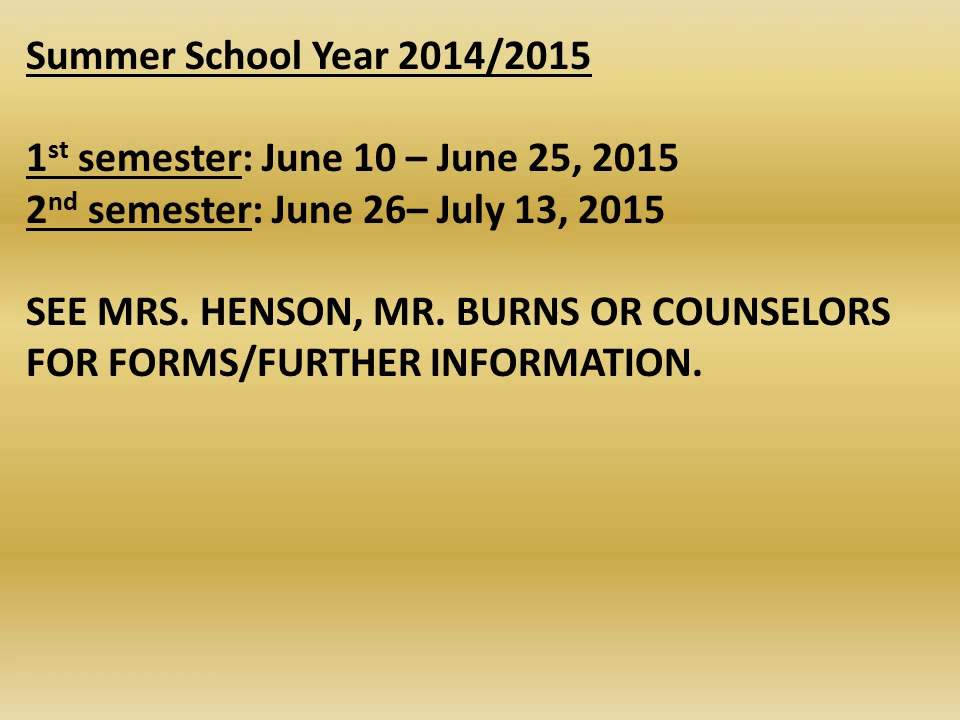 Summer School Year 2014/2015
1st semester: June 10 – June 25, 2015
2nd semester: June 26– July 13, 2015
SEE MRS. HENSON, MR. BURNS OR COUNSELORS
FOR FORMS/FURTHER INFORMATION.